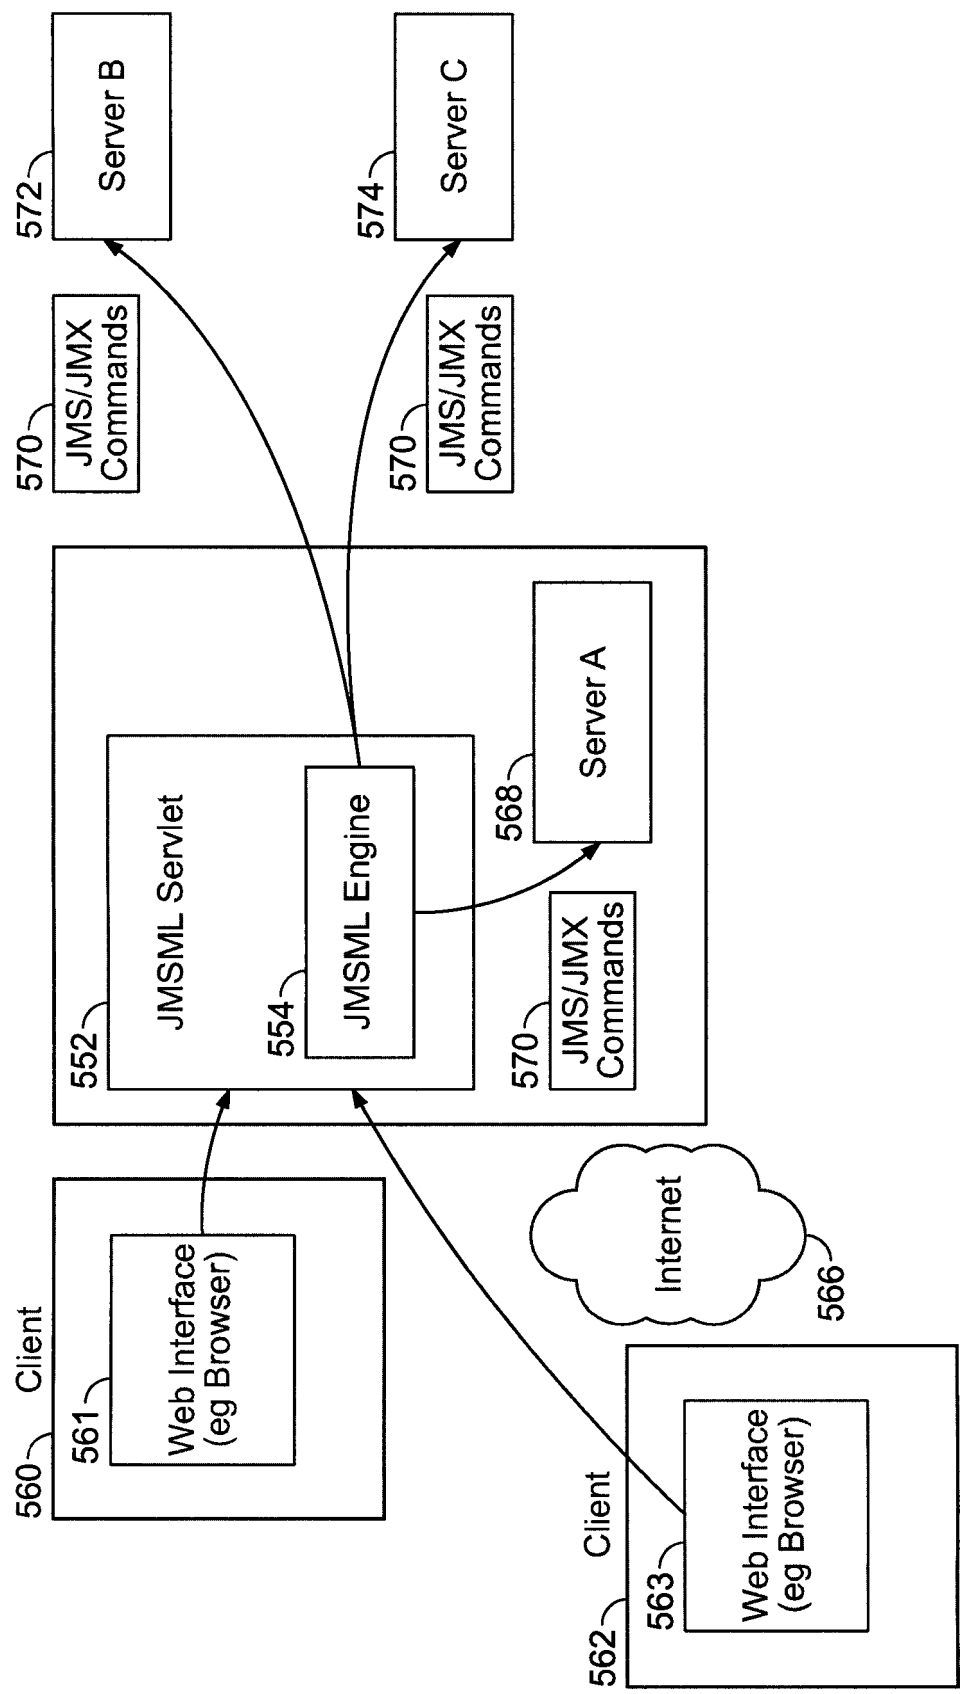 560
Client
561
Web Interface
(eg Browser)
562
Client
563
Web Interface
(eg Browser)
Internet
566
552
JMSML Servlet
554
JMSML Engine
568
Server A
570
JMS/JMX
Commands
570
JMS/JMX
Commands
572
Server B
570
JMS/JMX
Commands
574
Server C